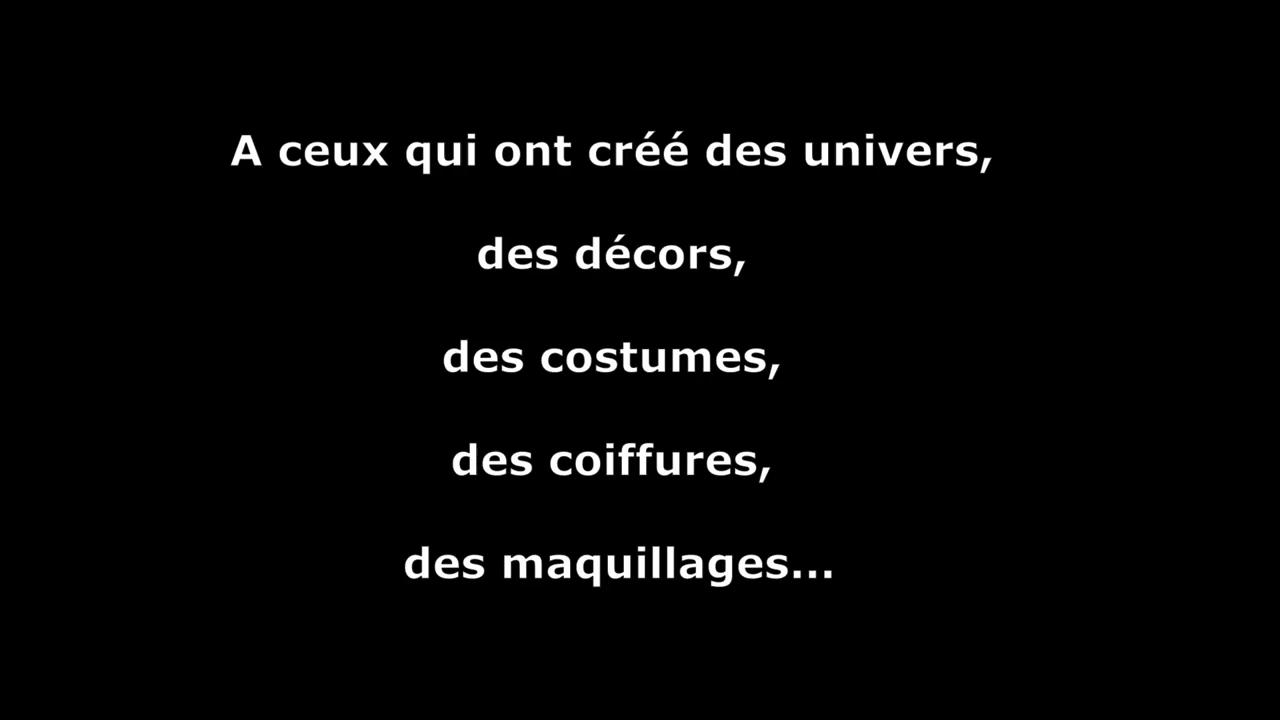 A ceux qui ont créé des univers,
des décors,
des costumes,
des coiffures,
des maquillages...